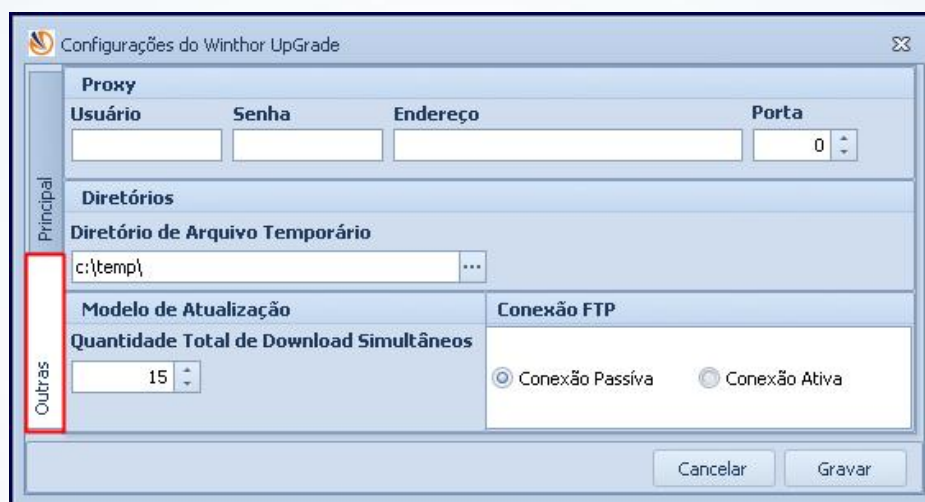 Configurações do Winthor UpGrade
Principal
Outras
Proxy
Usuário Senha Endereço Porta
0
Diretórios
Diretório de Arquivo Temporário
c:\temp\
Modelo de Atualização Conexão FTP
Quantidade Total de Download Simultâneos
15 Conexão Passíva Conexão Ativa
Cancelar Gravar